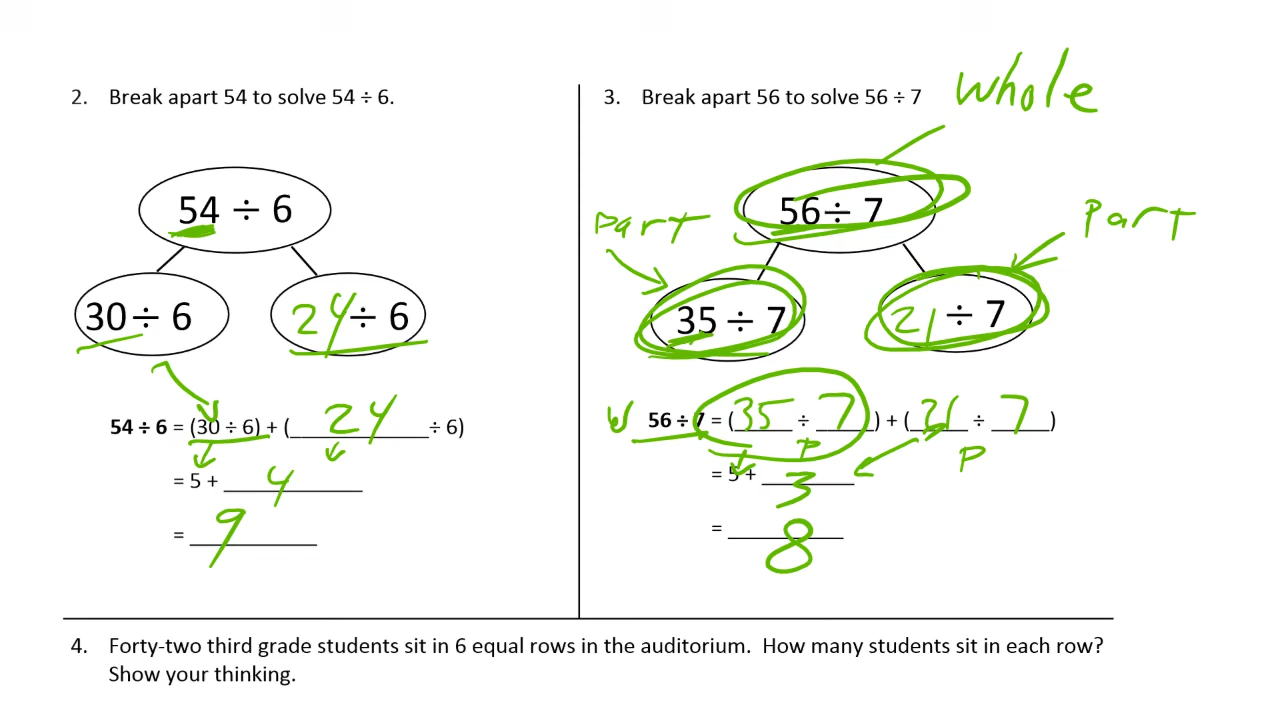 2. Break apart 54 to solve 54 ÷ 6.
54 ÷ 6
30 ÷ 6
24 ÷ 6
54 ÷ 6 = (30 ÷ 6) + ( 24 ÷ 6)
= 5 + 4
= 9
3. Break apart 56 to solve 56 ÷ 7
whole
56 ÷ 7
part
Part
35 ÷ 7
21 ÷ 7
56 ÷ 7 = (35 ÷ 7) + (21 ÷ 7)
P
P
= 5 + 3
= 8
4. Forty-two third grade students sit in 6 equal rows in the auditorium. How many students sit in each row?
Show your thinking.